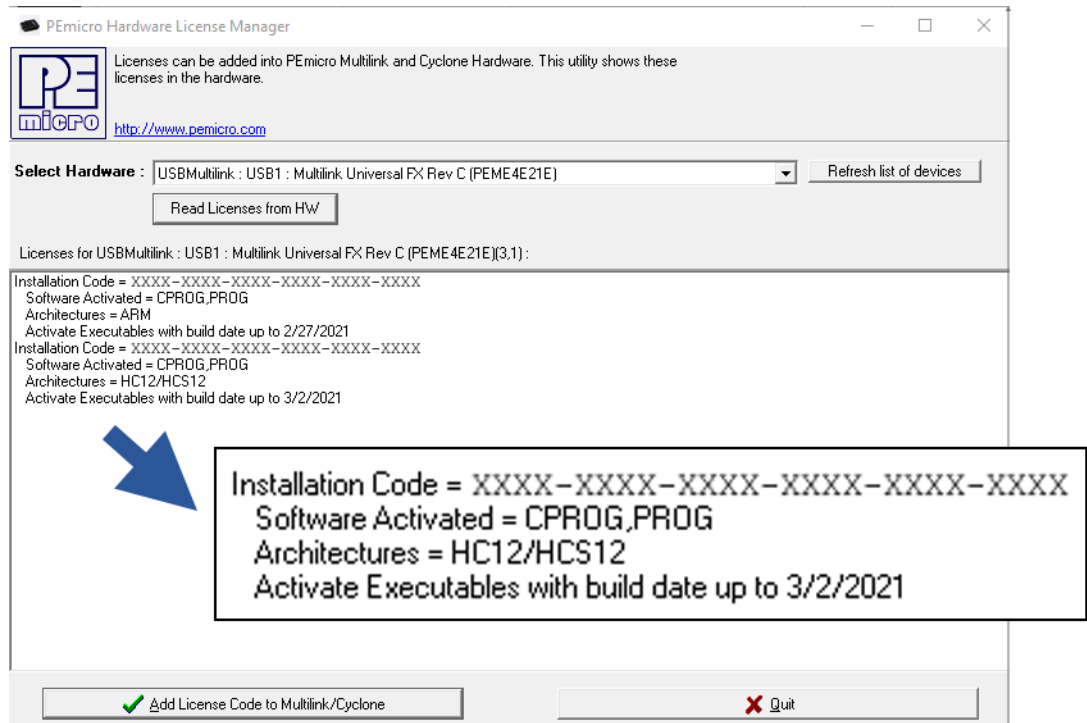 PEmicro Hardware License Manager
PE
micro
Licenses can be added into PEmicro Multilink and Cyclone Hardware. This utility shows these
licenses in the hardware.
http://www.pemicro.com
Select Hardware : USBMultilink : USB1 : Multilink Universal FX Rev C (PEME4E21E) Refresh list of devices
Read Licenses from HW
Licenses for USBMultilink : USB1 : Multilink Universal FX Rev C (PEME4E21E)(3,1) :
Installation Code = XXXX-XXXX-XXXX-XXXX-XXXX-XXXX
Software Activated = CPROG,PROG
Architectures = ARM
Activate Executables with build date up to 2/27/2021
Installation Code = XXXX-XXXX-XXXX-XXXX-XXXX-XXXX
Software Activated = CPROG,PROG
Architectures = HC12/HCS12
Activate Executables with build date up to 3/2/2021
Installation Code = XXXX-XXXX-XXXX-XXXX-XXXX-XXXX
Software Activated = CPROG,PROG
Architectures = HC12/HCS12
Activate Executables with build date up to 3/2/2021
Add License Code to Multilink/Cyclone Quit